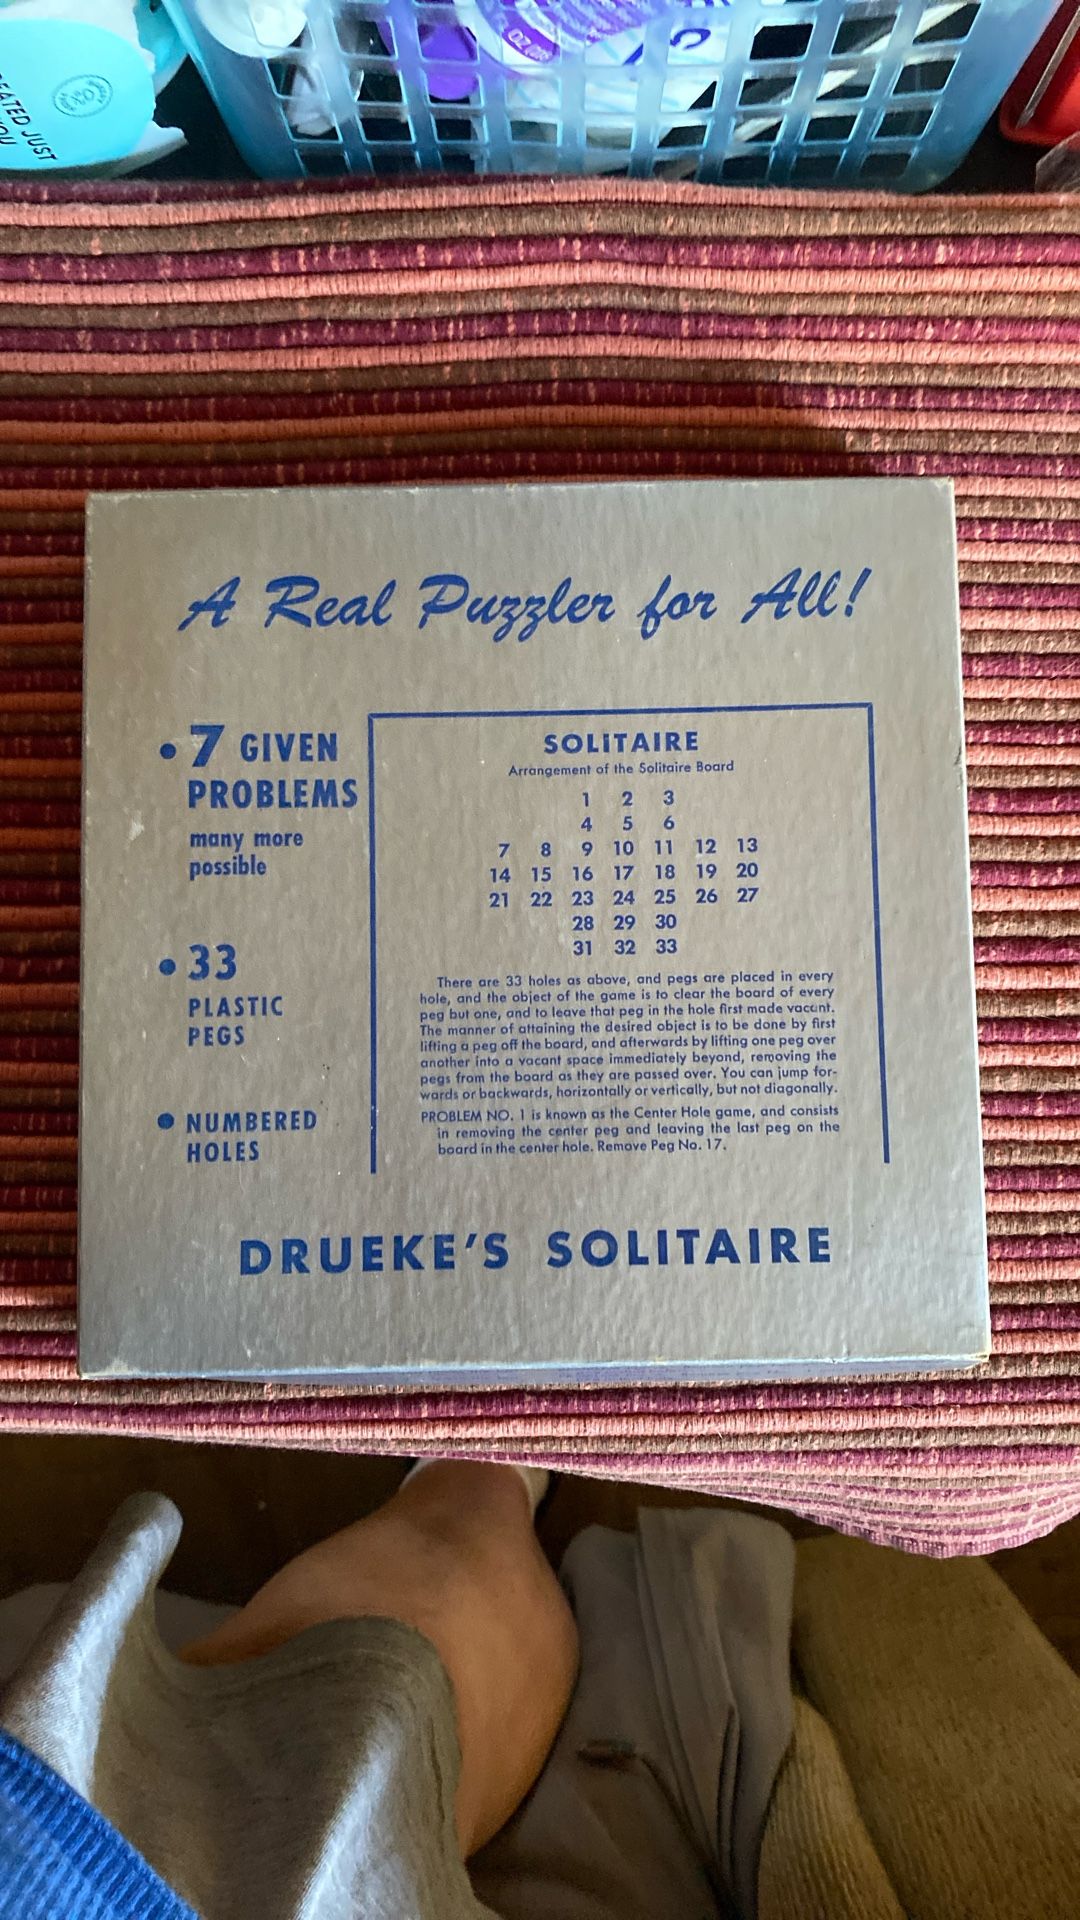 EATED JUST
YOU
OZ
A Real Puzzler for All!
• 7 GIVEN
PROBLEMS
many more
possible
• 33
PLASTIC
PEGS
• NUMBERED
HOLES
SOLITAIRE
Arrangement of the Solitaire Board
1 2 3
4 5 6
7 8 9 10 11 12 13
14 15 16 17 18 19 20
21 22 23 24 25 26 27
28 29 30
31 32 33
There are 33 holes as above, and pegs are placed in every
hole, and the object of the game is to clear the board of every
peg but one, and to leave that peg in the hole first made vacant.
The manner of attaining the desired object is to be done by first
lifting a peg off the board, and afterwards by lifting one peg over
another into a vacant space immediately beyond, removing the
pegs from the board as they are passed over. You can jump for-
wards or backwards, horizontally or vertically, but not diagonally.
PROBLEM NO. 1 is known as the Center Hole game, and consists
in removing the center peg and leaving the last peg on the
board in the center hole. Remove Peg No. 17.
DRUEKE'S SOLITAIRE